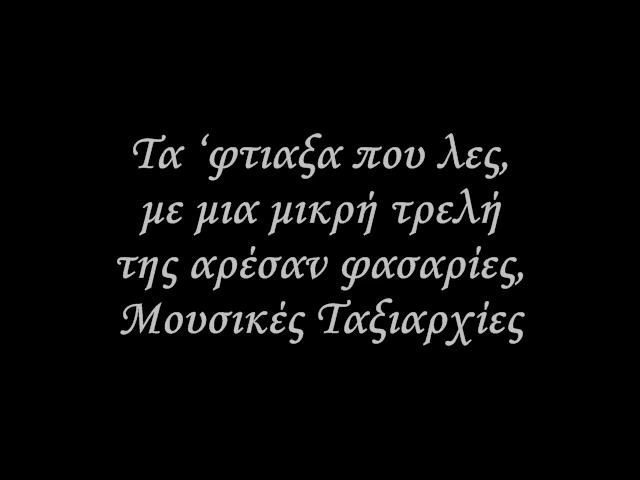 Τα ‘φτιαξα που λες,
με μια μικρή τρελή
της αρέσαν φασαρίες,
Μουσικές Ταξιαρχίες